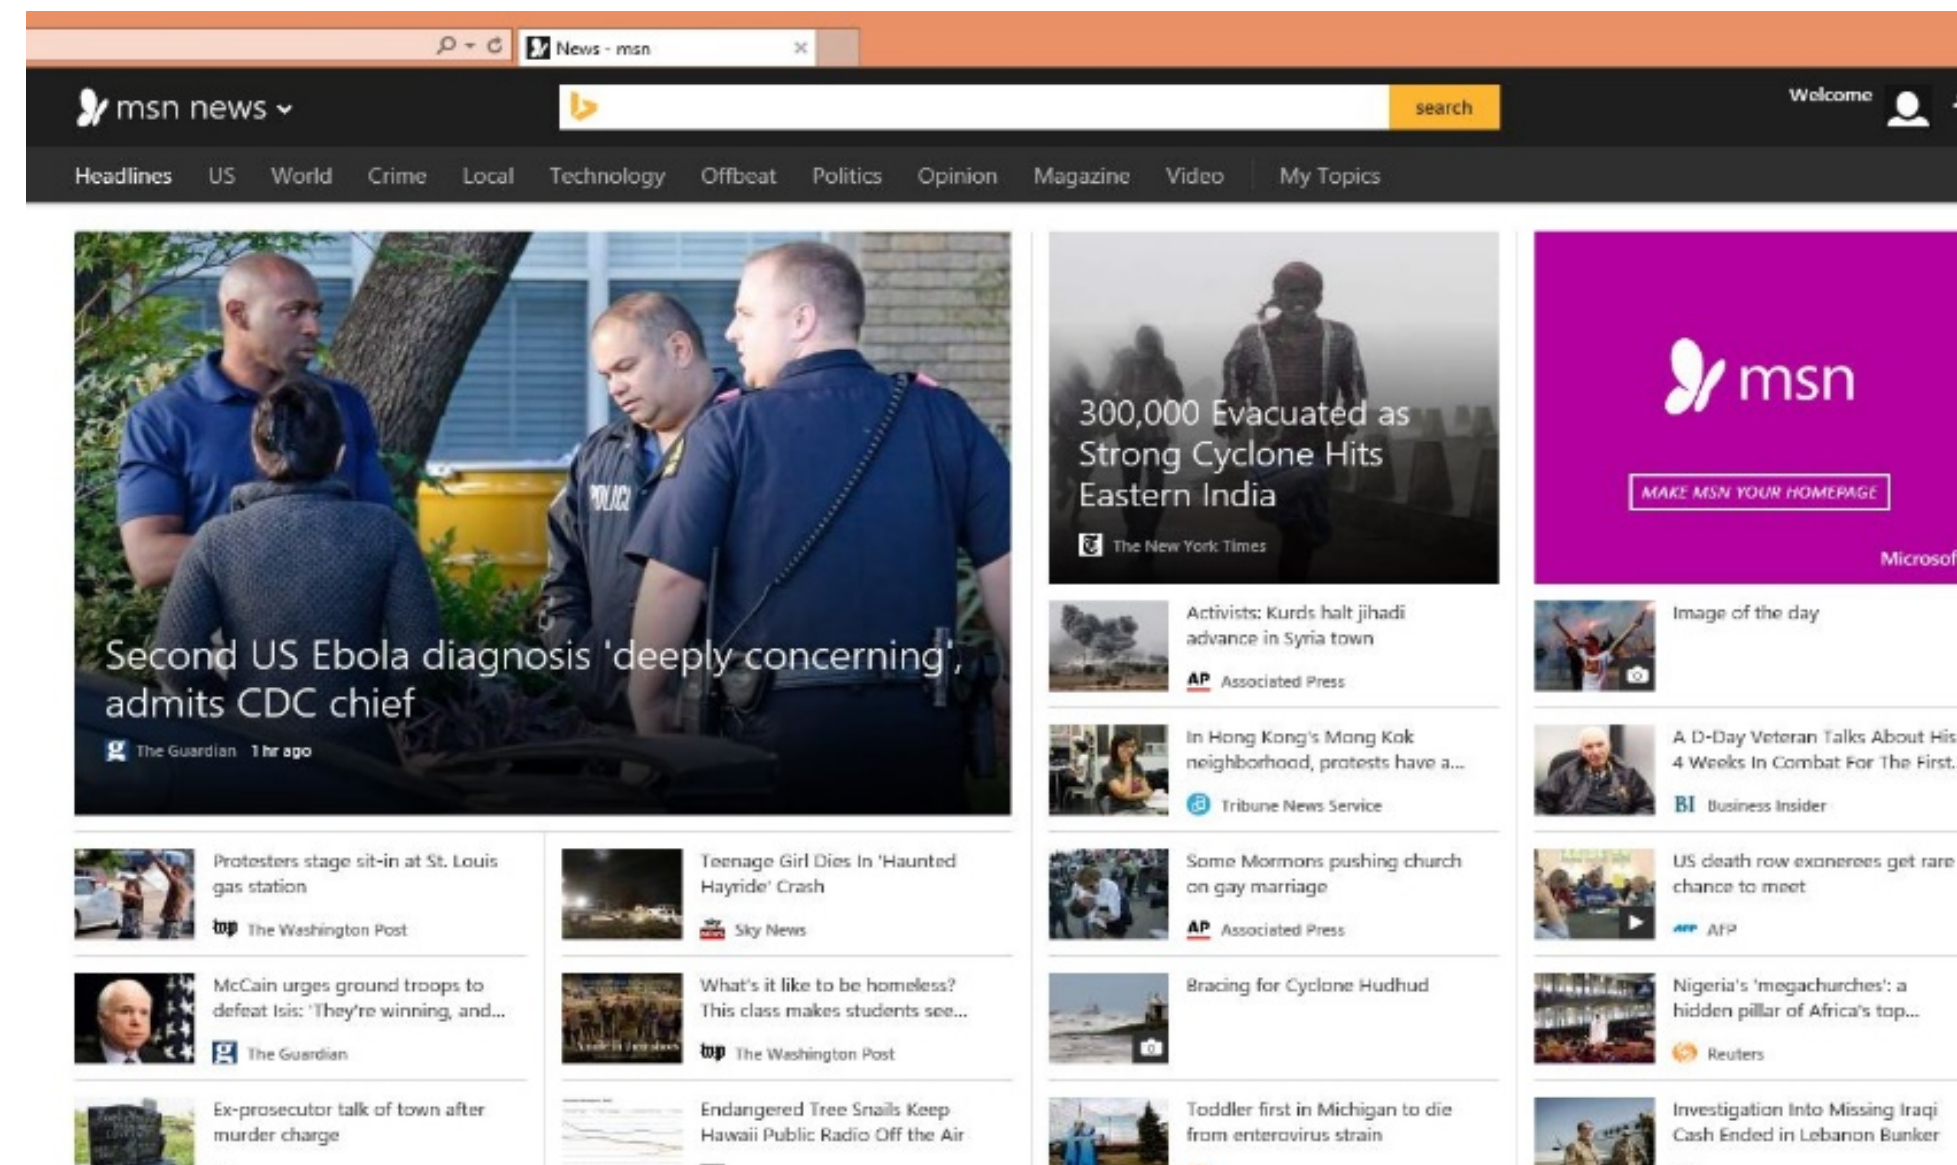 News - msn
msn news
search
Welcome
Headlines US World Crime Local Technology Offbeat Politics Opinion Magazine Video My Topics
POLICE
Second US Ebola diagnosis 'deeply concerning',
admits CDC chief
The Guardian 1 hr ago
300,000 Evacuated as
Strong Cyclone Hits
Eastern India
The New York Times
msn
MAKE MSN YOUR HOMEPAGE
Microsof
Activists: Kurds halt jihadi
advance in Syria town
AP Associated Press
Image of the day
In Hong Kong's Mong Kok
neighborhood, protests have a...
Tribune News Service
A D-Day Veteran Talks About His
4 Weeks In Combat For The First.
BI Business Insider
Protesters stage sit-in at St. Louis
gas station
wp The Washington Post
Teenage Girl Dies In 'Haunted
Hayride' Crash
sky NEWS Sky News
Some Mormons pushing church
on gay marriage
AP Associated Press
US death row exonerees get rare
chance to meet
AFP AFP
McCain urges ground troops to
defeat Isis: 'They're winning, and...
g The Guardian
What's it like to be homeless?
This class makes students see...
wp The Washington Post
Bracing for Cyclone Hudhud
Nigeria's 'megachurches': a
hidden pillar of Africa's top...
Reuters
Ex-prosecutor talk of town after
murder charge
Endangered Tree Snails Keep
Hawaii Public Radio Off the Air
Toddler first in Michigan to die
from enterovirus strain
Investigation Into Missing Iraqi
Cash Ended in Lebanon Bunker